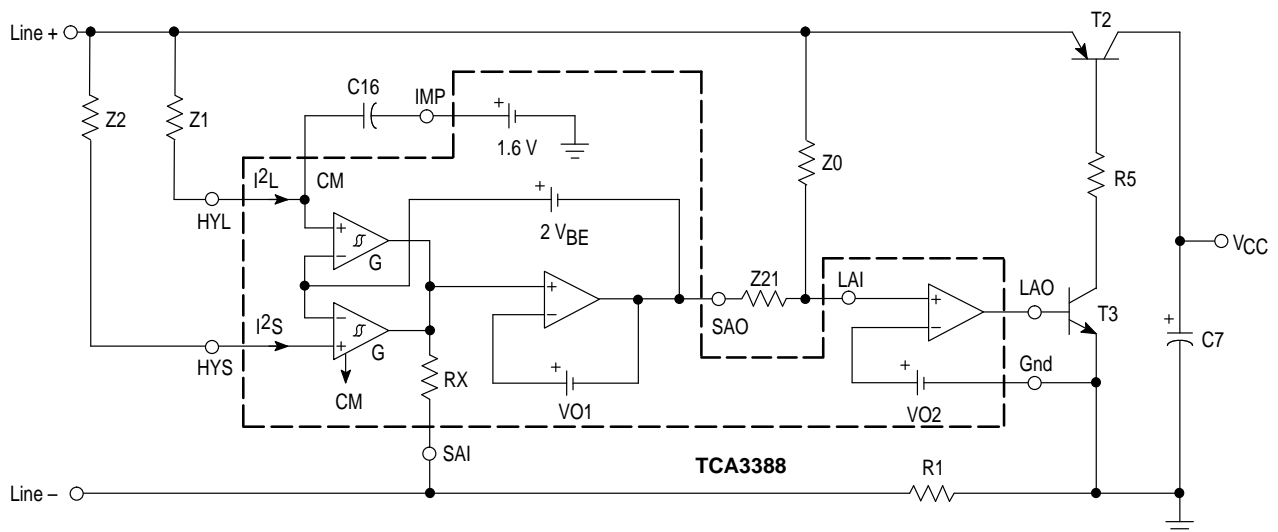 Line +
T2
C16
IMP
Z2
Z1
+
1.6 V
Z0
R5
I2L
CM
HYL
+
2 VBE
VCC
+
–
G
Z21
LAI
LAO
T3
+
–
SAO
+
–
I2S
–
+
G
HYS
RX
CM
+
VO1
Gnd
+
VO2
+
C7
SAI
TCA3388
R1
Line –